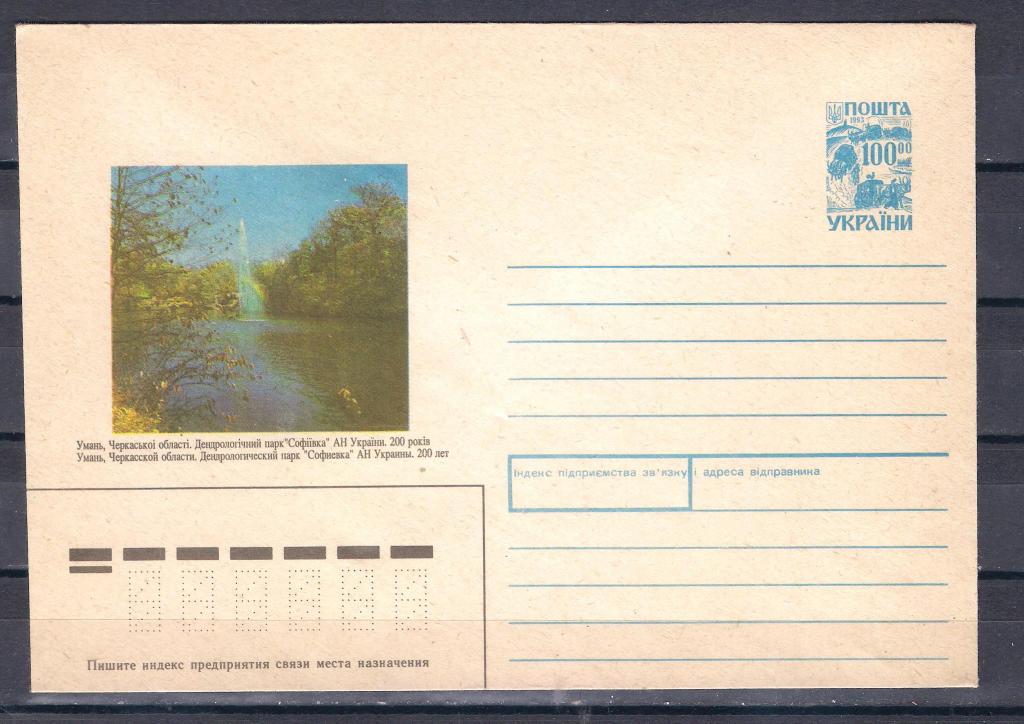 ПОШТА
1993
100 00
УКРАЇНИ
Умань, Черкаської області. Дендрологічний парк"Софіївка" АН України. 200 років
Умань, Черкасской области. Дендрологический парк "Софиевка" АН Украины. 200 лет
Індекс підприємства зв'язку і адреса відправника
Пишите индекс предприятия связи места назначения